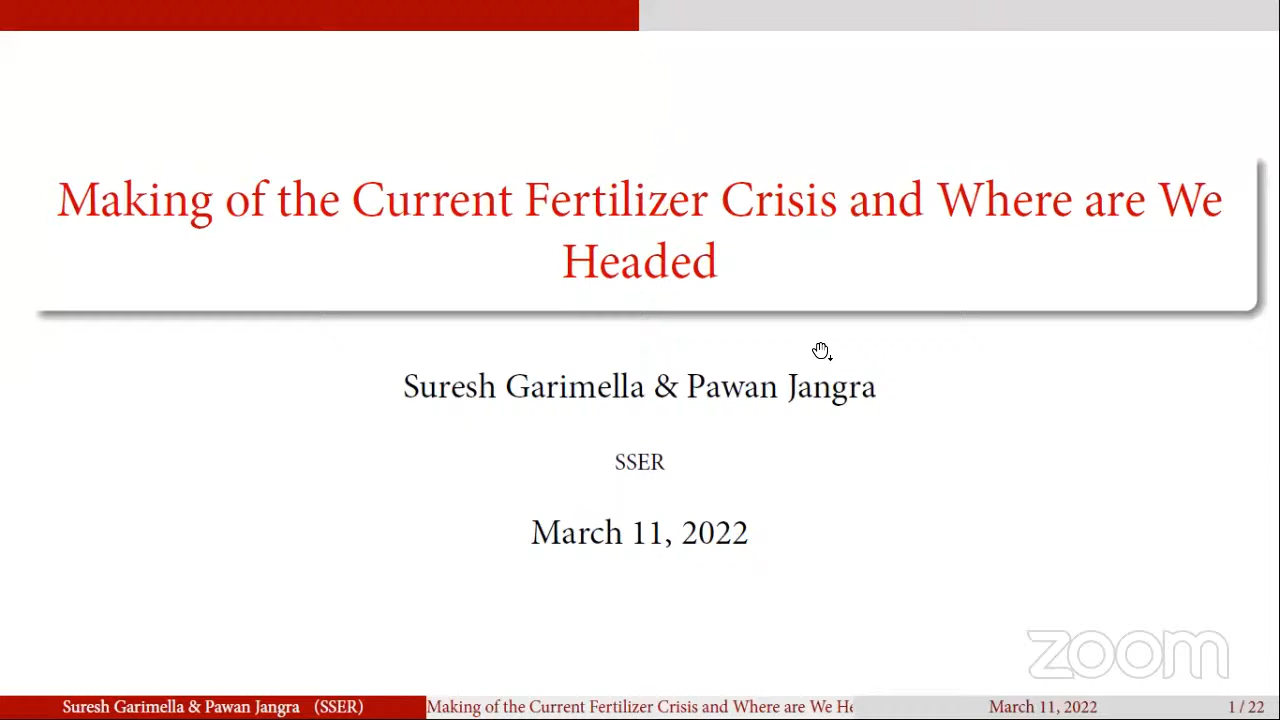 Making of the Current Fertilizer Crisis and Where are We
Headed
Suresh Garimella & Pawan Jangra
SSER
March 11, 2022
zoom
Suresh Garimella & Pawan Jangra (SSER) Making of the Current Fertilizer Crisis and Where are We He March 11, 2022 1 / 22